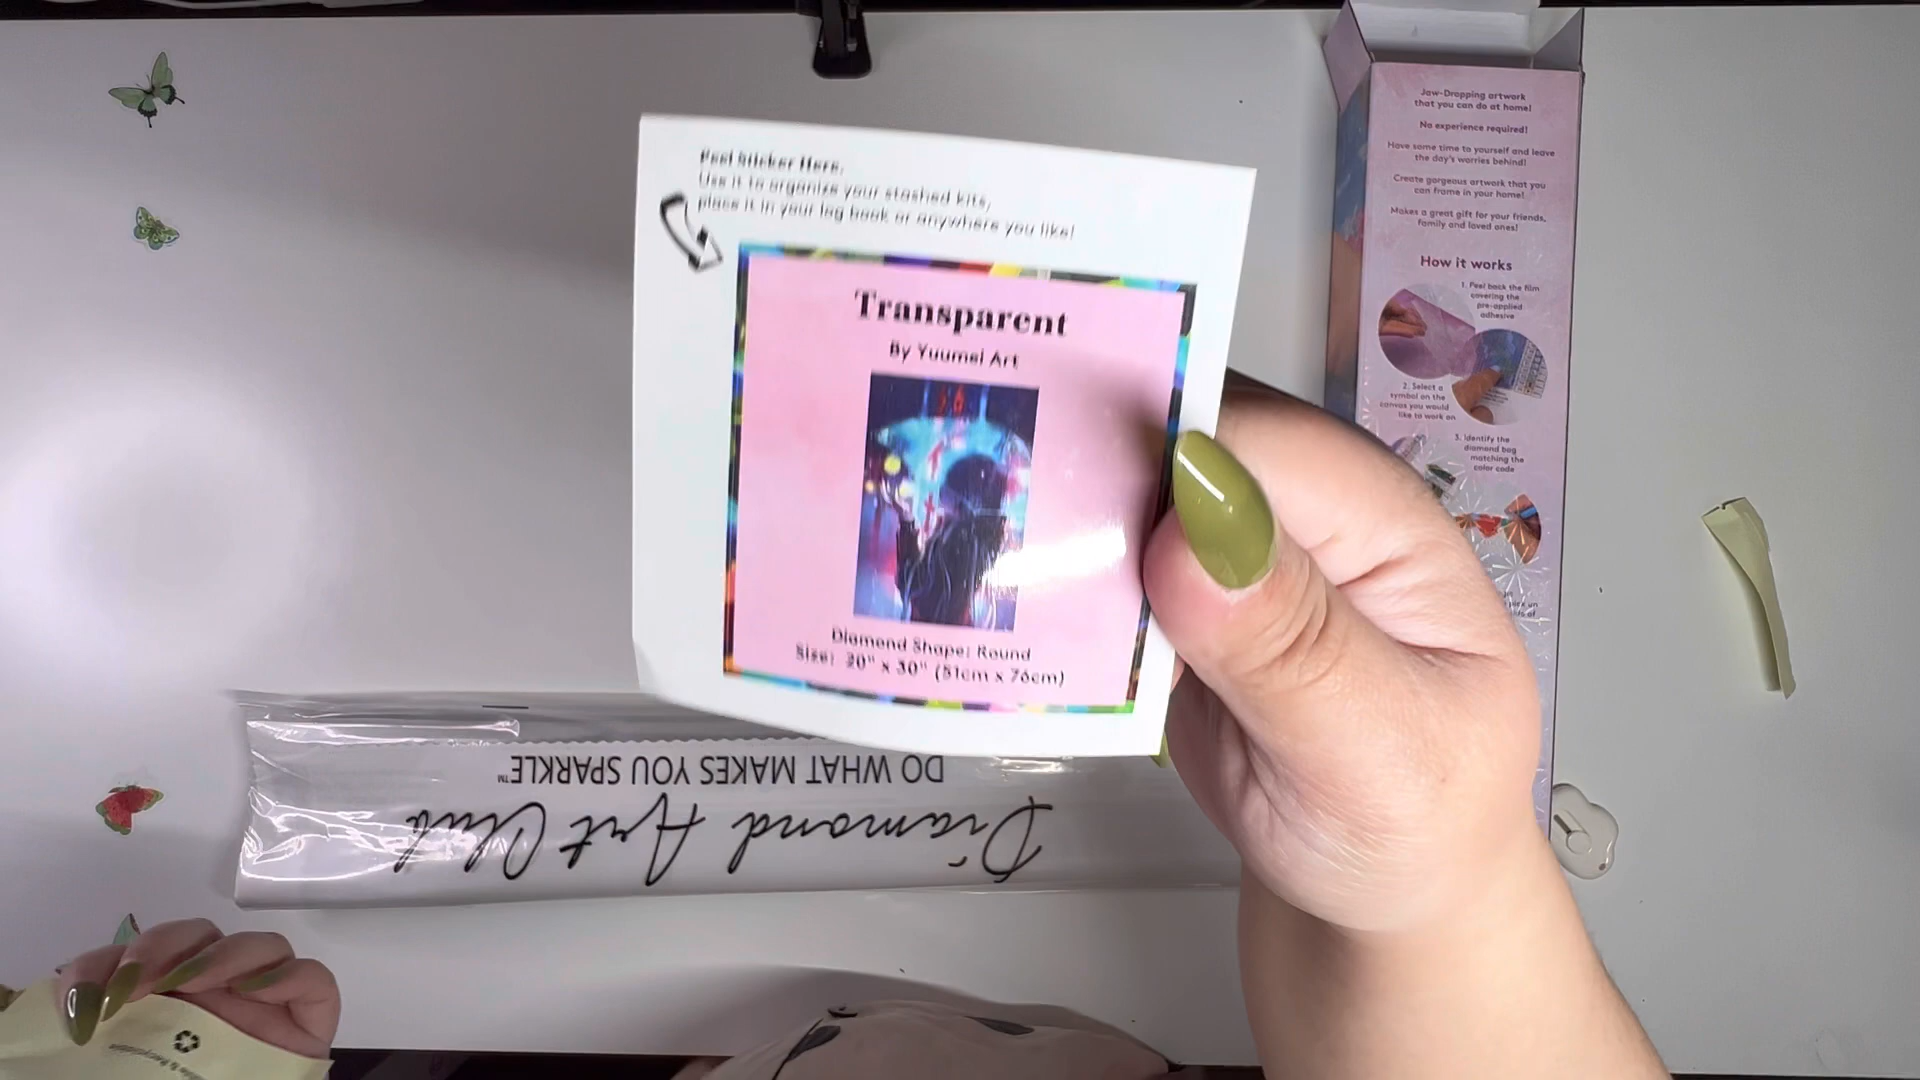 Peel Sticker Here,
Use it to organize your stashed kits,
place it in your log book or anywhere you like!
Transparent
By Yuumei Art
Diamond Shape: Round
Size: 20" x 30" (51cm x 76cm)
DO WHAT MAKES YOU SPARKLE™
Diamond Art Club
Jaw-Dropping artwork
that you can do at home!
No experience required!
Have some time to yourself and leave
the day's worries behind!
Create gorgeous artwork that you
can frame in your home!
Makes a great gift for your friends,
family and loved ones!
How it works
1. Peel back the film
covering the
pre-applied
adhesive
2. Select a
symbol on the
canvas you would
like to work on
3. Identify the
diamond bag
matching the
color code